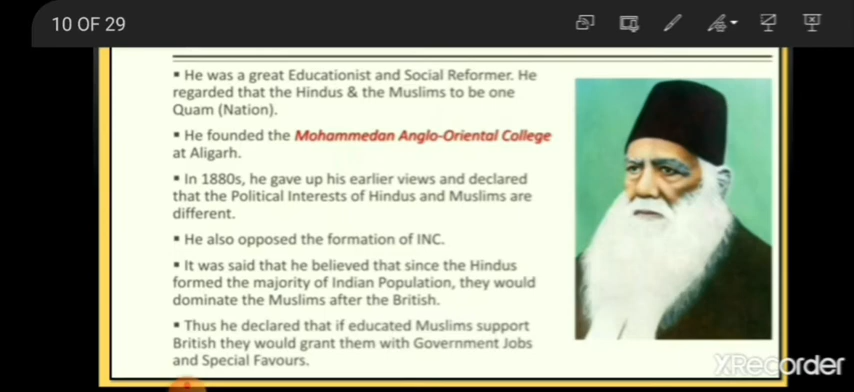 10 OF 29
▪ He was a great Educationist and Social Reformer. He
regarded that the Hindus & the Muslims to be one
Quam (Nation).
▪ He founded the Mohammedan Anglo-Oriental College
at Aligarh.
▪ In 1880s, he gave up his earlier views and declared
that the Political Interests of Hindus and Muslims are
different.
▪ He also opposed the formation of INC.
▪ It was said that he believed that since the Hindus
formed the majority of Indian Population, they would
dominate the Muslims after the British.
▪ Thus he declared that if educated Muslims support
British they would grant them with Government Jobs
and Special Favours.
XRecorder